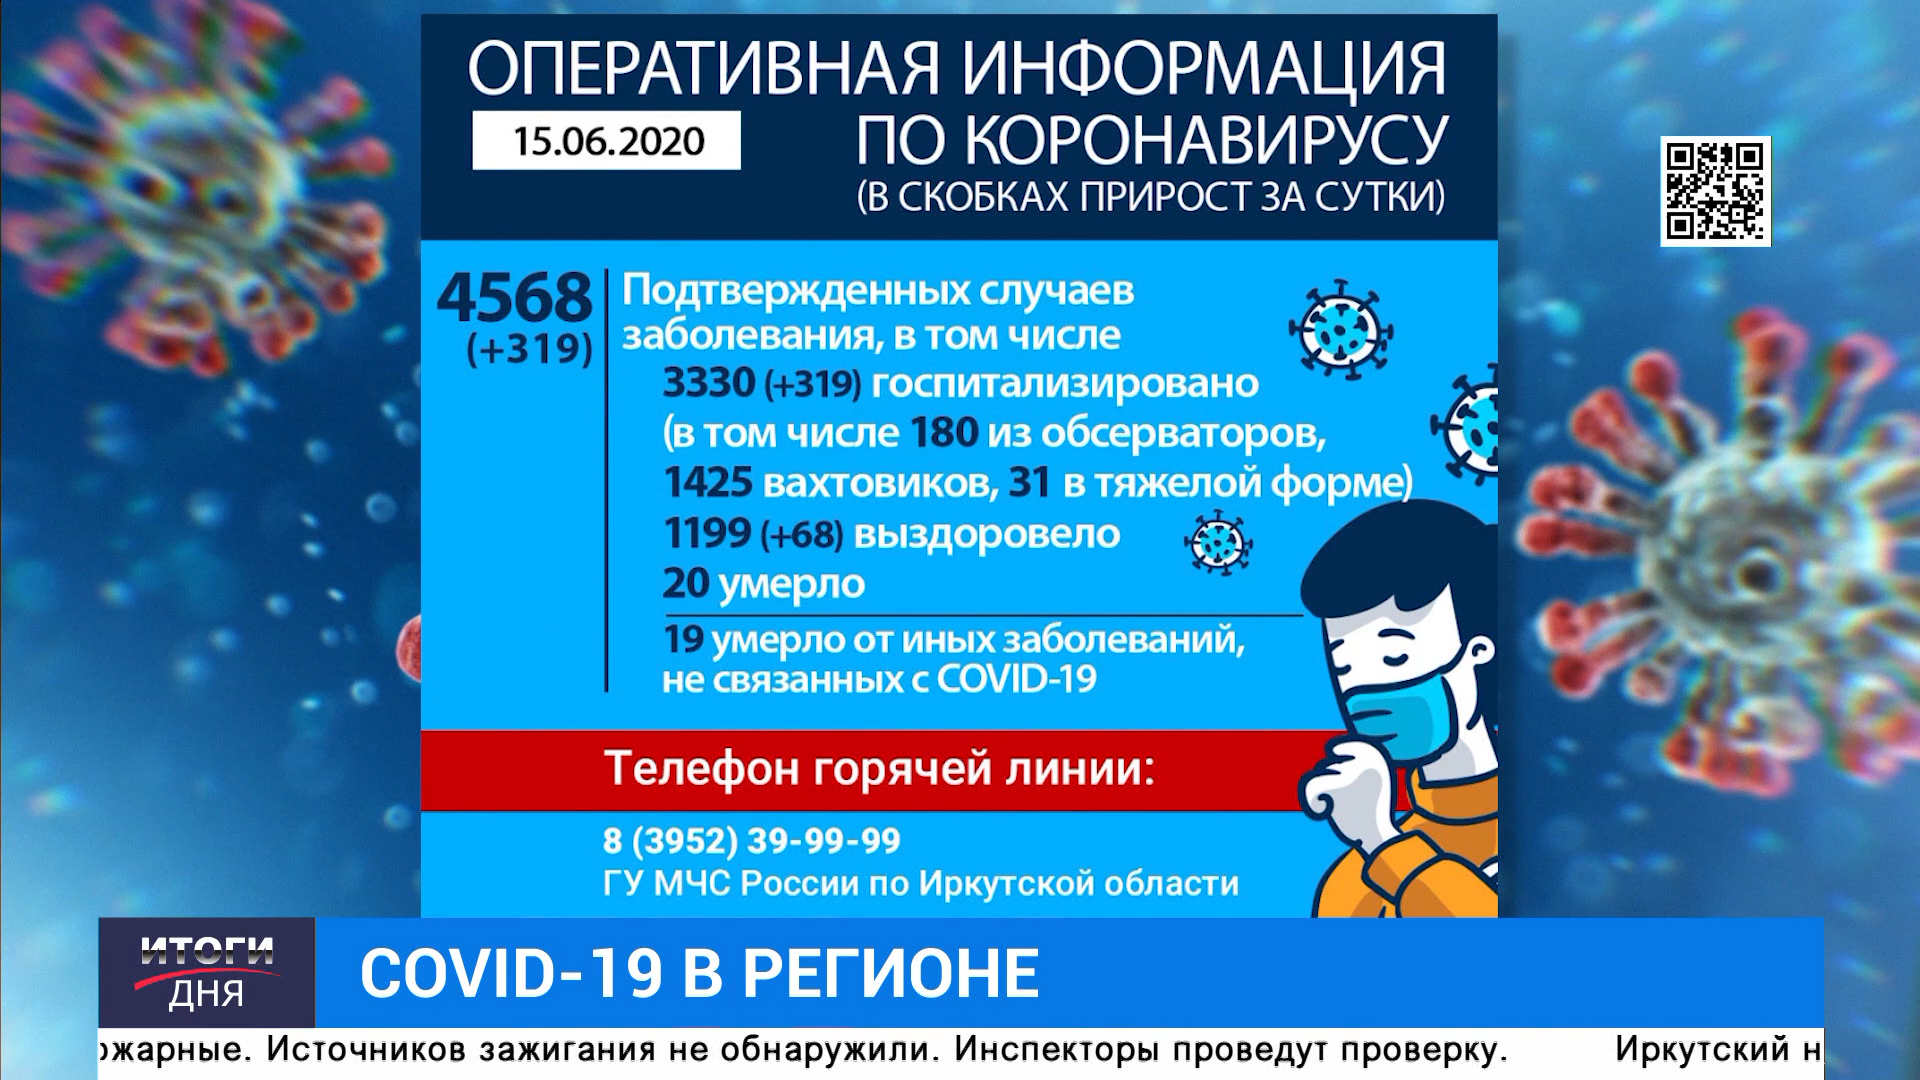 ОПЕРАТИВНАЯ ИНФОРМАЦИЯ
15.06.2020
ПО КОРОНАВИРУСУ
(В СКОБКАХ ПРИРОСТ ЗА СУТКИ)
4568
(+319)
Подтвержденных случаев
заболевания, в том числе
3330 (+319) госпитализировано
(в том числе 180 из обсерваторов,
1425 вахтовиков, 31 в тяжелой форме)
1199 (+68) выздоровело
20 умерло
19 умерло от иных заболеваний,
не связанных с COVID-19
Телефон горячей линии:
8 (3952) 39-99-99
ГУ МЧС России по Иркутской области
ИТОГИ
ДНЯ
COVID-19 В РЕГИОНЕ
ожарные. Источников зажигания не обнаружили. Инспекторы проведут проверку. Иркутский н